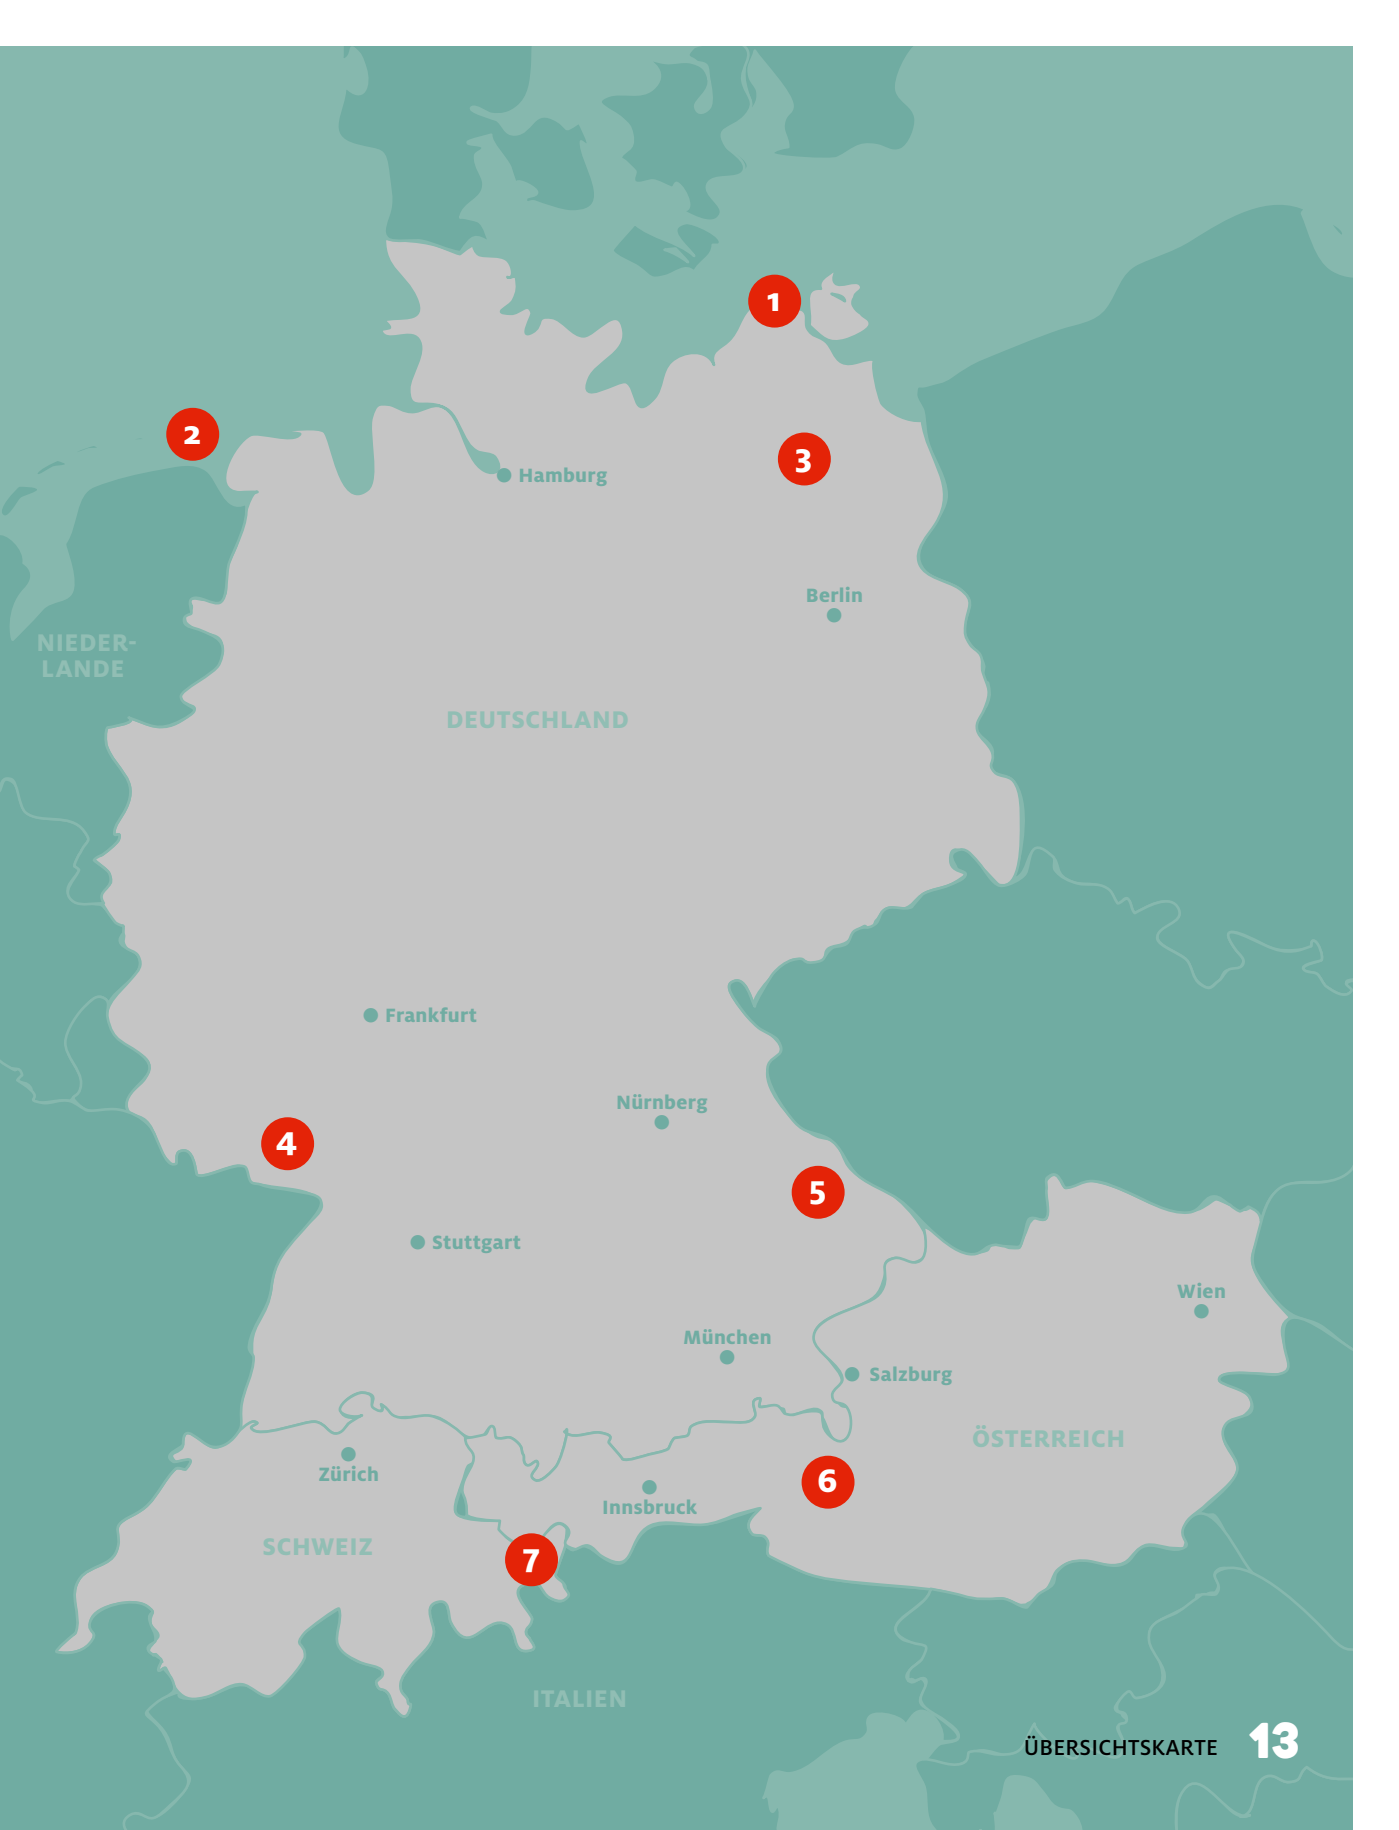 1
2
Hamburg
3
Berlin
NIEDER-
LANDE
DEUTSCHLAND
Frankfurt
Nürnberg
4
5
Stuttgart
Wien
München
Salzburg
ÖSTERREICH
Zürich
6
Innsbruck
SCHWEIZ
7
ITALIEN
ÜBERSICHTSKARTE 13